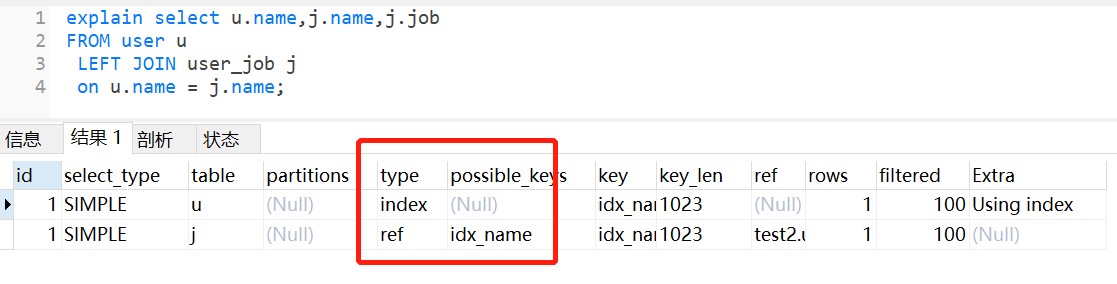 1 explain select u.name,j.name,j.job
2 FROM user u
3 LEFT JOIN user_job j
4 on u.name = j.name;
信息 结果 1 剖析 状态
id select_type table partitions type possible_keys key key_len ref rows filtered Extra
1 SIMPLE u (Null) index (Null) idx_nar 1023 (Null) 1 100 Using index
1 SIMPLE j (Null) ref idx_name idx_nar 1023 test2.u 1 100 (Null)